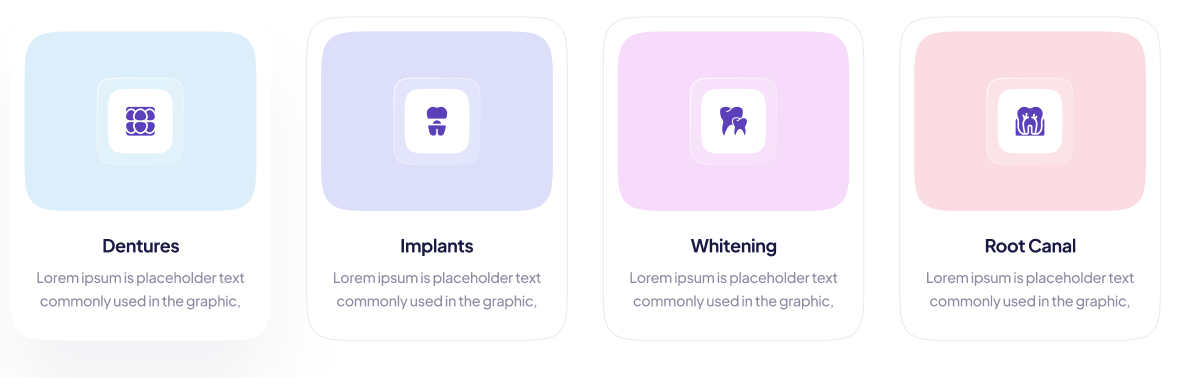 Dentures
Lorem ipsum is placeholder text
commonly used in the graphic,
Implants
Lorem ipsum is placeholder text
commonly used in the graphic,
Whitening
Lorem ipsum is placeholder text
commonly used in the graphic,
Root Canal
Lorem ipsum is placeholder text
commonly used in the graphic,